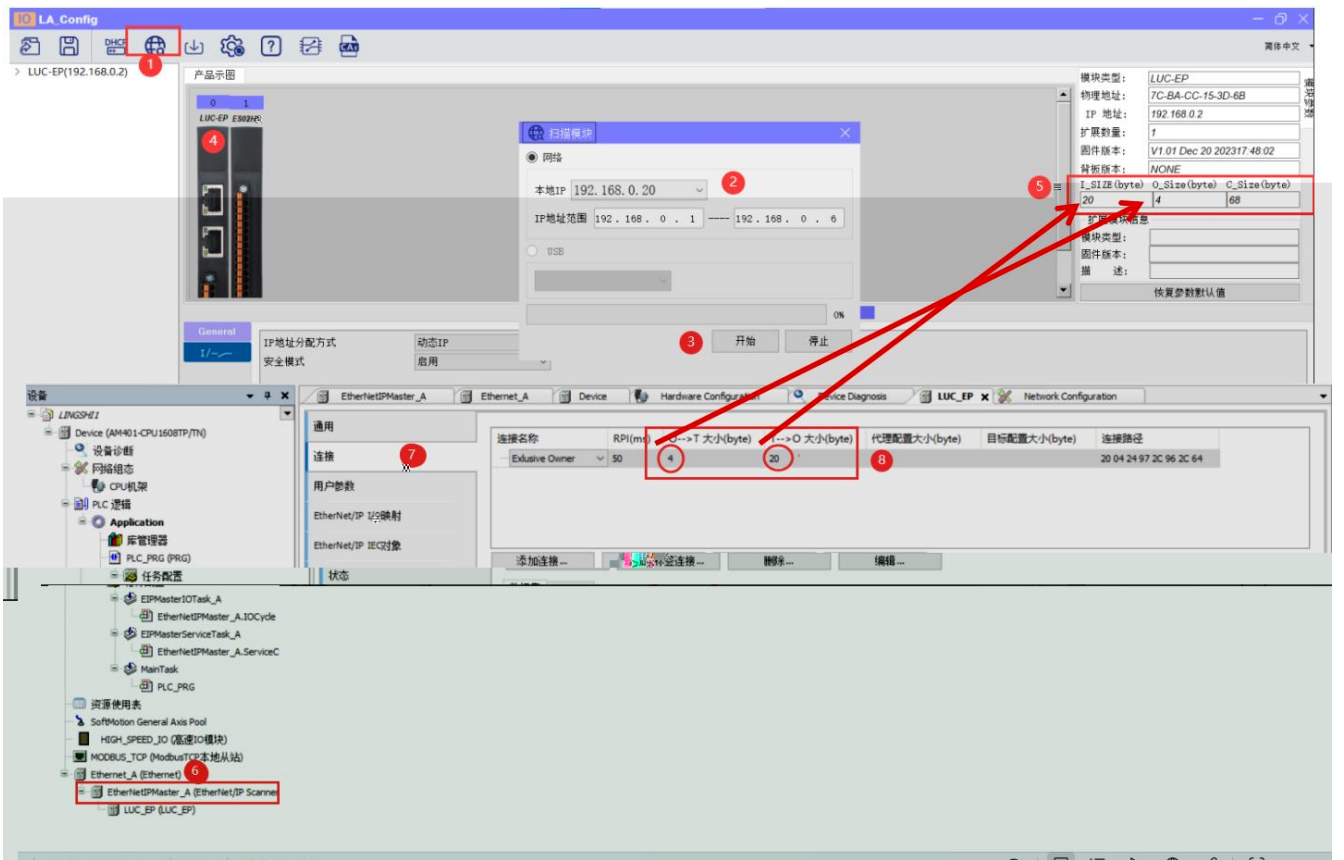 IO LA_Config
DHCP
?
CAT
简体中文
LUC-EP(192.168.0.2)
1
产品示图
0 1
LUC-EP
4
扫描模块
网络
本地IP 192.168.0.20
2
IP地址范围 192.168. 0 . 1 ---- 192.168. 0 . 6
USB
0%
3
开始 停止
模块类型: LUC-EP
物理地址: 7C-BA-CC-15-3D-6B
IP 地址: 192.168.0.2
扩展数量: 1
固件版本: V1.01 Dec 20 202317:48:02
背板版本: NONE
5
I_SIZE(byte) O_Size(byte) C_Size(byte)
20 4 68
扩展模块信息
模块类型:
固件版本:
描 述:
恢复参数默认值
General
IP地址分配方式 动态IP
安全模式 启用
设备
EtherNetIPMaster_A Ethernet_A Device Hardware Configuration Device Diagnosis LUC_EP Network Configuration
LINGSHI1
Device (AM401-CPU1608TP/TN)
设备诊断
网络组态
CPU机架
PLC 逻辑
Application
库管理器
PLC_PRG (PRG)
任务配置
EIPMasterIOTask_A
EtherNetIPMaster_A.IOCycle
EIPMasterServiceTask_A
EtherNetIPMaster_A.ServiceC
MainTask
PLC_PRG
资源使用表
SoftMotion General Axis Pool
HIGH_SPEED_IO (高速IO模块)
MODBUS_TCP (ModbusTCP本地从站)
Ethernet_A (Ethernet)
6
EtherNetIPMaster_A (EtherNet/IP Scanner
LUC_EP (LUC_EP)
通用
连接
7
用户参数
EtherNet/IP I/O映射
EtherNet/IP IEC对象
状态
连接名称 RPI(ms) O-->T 大小(byte) T-->O 大小(byte) 代理配置大小(byte) 目标配置大小(byte) 连接路径
Exlusive Owner 50 4 20 8 20 04 24 97 2C 96 2C 64
添加连接... 删除... 编辑...